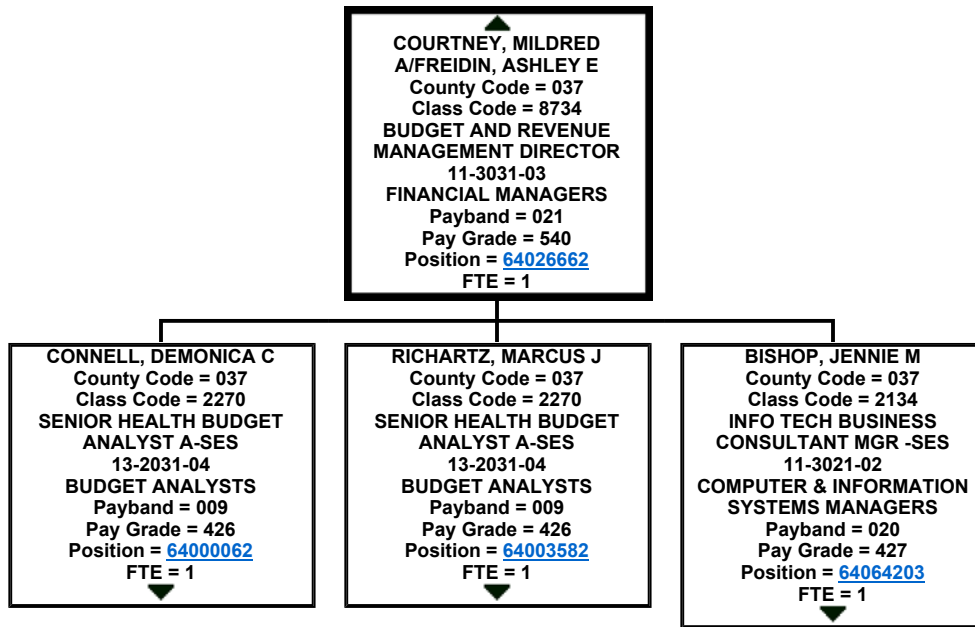 COURTNEY, MILDRED
A/FREIDIN, ASHLEY E
County Code = 037
Class Code = 8734
BUDGET AND REVENUE
MANAGEMENT DIRECTOR
11-3031-03
FINANCIAL MANAGERS
Payband = 021
Pay Grade = 540
Position = 64026662
FTE = 1
CONNELL, DEMONICA C
County Code = 037
Class Code = 2270
SENIOR HEALTH BUDGET
ANALYST A-SES
13-2031-04
BUDGET ANALYSTS
Payband = 009
Pay Grade = 426
Position = 64000062
FTE = 1
RICHARTZ, MARCUS J
County Code = 037
Class Code = 2270
SENIOR HEALTH BUDGET
ANALYST A-SES
13-2031-04
BUDGET ANALYSTS
Payband = 009
Pay Grade = 426
Position = 64003582
FTE = 1
BISHOP, JENNIE M
County Code = 037
Class Code = 2134
INFO TECH BUSINESS
CONSULTANT MGR -SES
11-3021-02
COMPUTER & INFORMATION
SYSTEMS MANAGERS
Payband = 020
Pay Grade = 427
Position = 64064203
FTE = 1